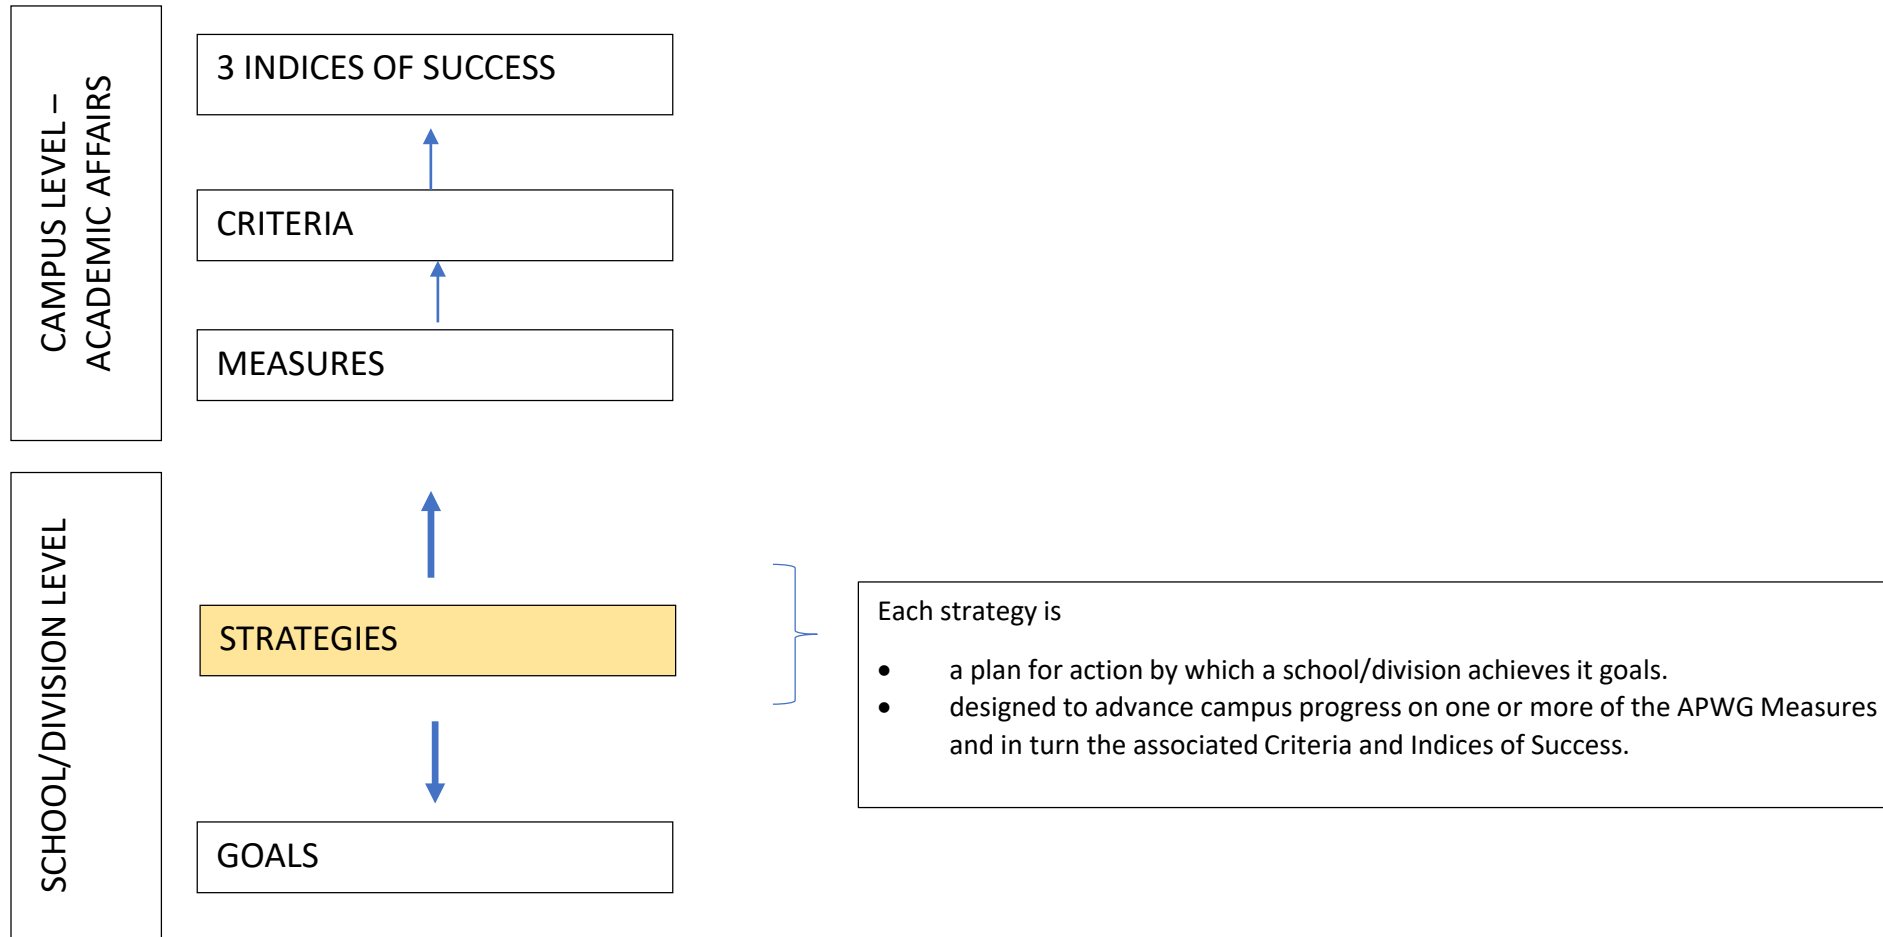 CAMPUS LEVEL –
ACADEMIC AFFAIRS
3 INDICES OF SUCCESS
CRITERIA
MEASURES
SCHOOL/DIVISION LEVEL
STRATEGIES
GOALS
Each strategy is
• a plan for action by which a school/division achieves it goals.
• designed to advance campus progress on one or more of the APWG Measures
and in turn the associated Criteria and Indices of Success.